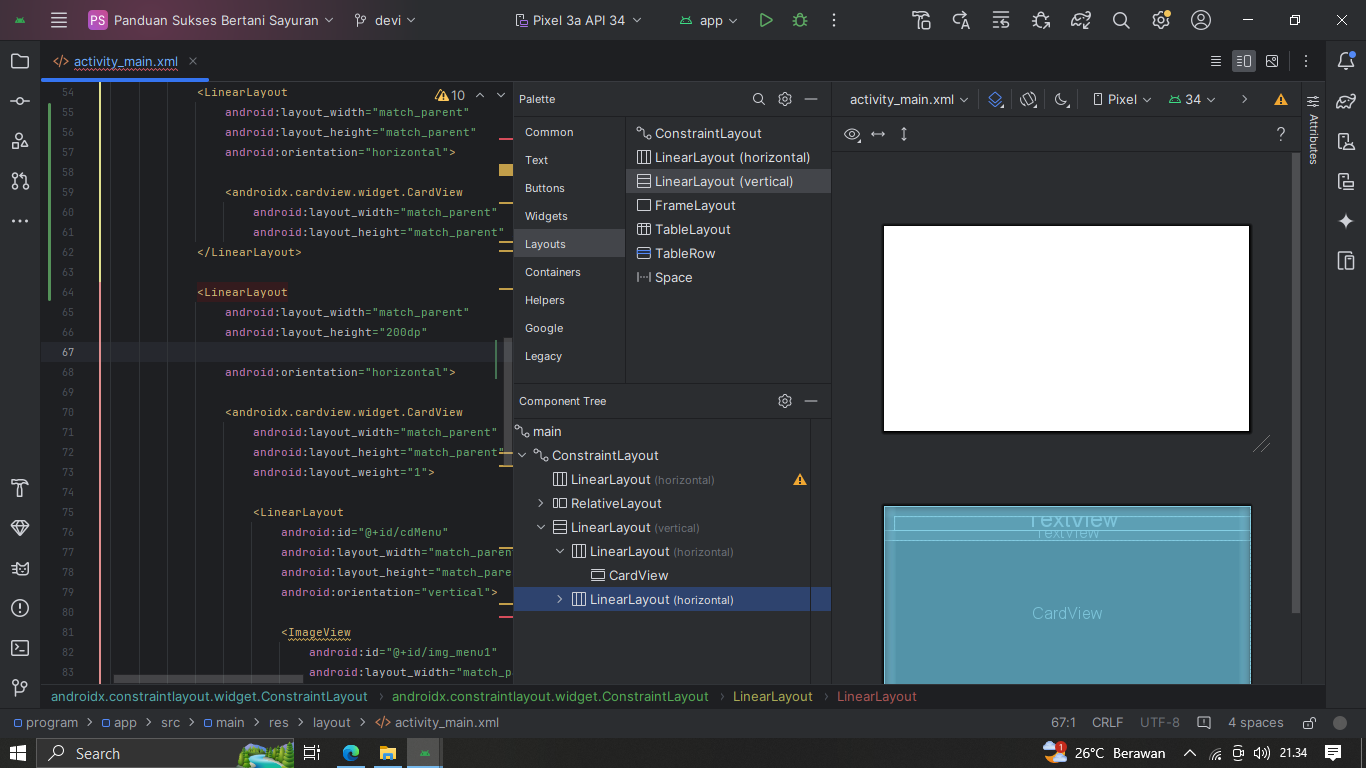 PS Panduan Sukses Bertani Sayuran devi Pixel 3a API 34 app
activity_main.xml
54 <LinearLayout
55 android:layout_width="match_parent"
56 android:layout_height="match_parent"
57 android:orientation="horizontal">
58
59 <androidx.cardview.widget.CardView
60 android:layout_width="match_parent"
61 android:layout_height="match_parent"
62 </LinearLayout>
63
64 <LinearLayout
65 android:layout_width="match_parent"
66 android:layout_height="200dp"
67
68 android:orientation="horizontal">
69
70 <androidx.cardview.widget.CardView
71 android:layout_width="match_parent"
72 android:layout_height="match_parent"
73 android:layout_weight="1">
74
75 <LinearLayout
76 android:id="@+id/cdMenu"
77 android:layout_width="match_paren
78 android:layout_height="match_pare
79 android:orientation="vertical">
80
81 <ImageView
82 android:id="@+id/img_menu1"
83 android:layout_width="match_p
10
Palette
Common
Text
Buttons
Widgets
Layouts
Containers
Helpers
Google
Legacy
ConstraintLayout
LinearLayout (horizontal)
LinearLayout (vertical)
FrameLayout
TableLayout
TableRow
Space
Component Tree
main
ConstraintLayout
LinearLayout (horizontal)
RelativeLayout
LinearLayout (vertical)
LinearLayout (horizontal)
CardView
LinearLayout (horizontal)
activity_main.xml Pixel 34
?
Attributes
TextView
TextView
CardView
androidx.constraintlayout.widget.ConstraintLayout androidx.constraintlayout.widget.ConstraintLayout LinearLayout LinearLayout
program app src main res layout activity_main.xml 67:1 CRLF UTF-8 4 spaces
Search 1 26°C Berawan 21.34